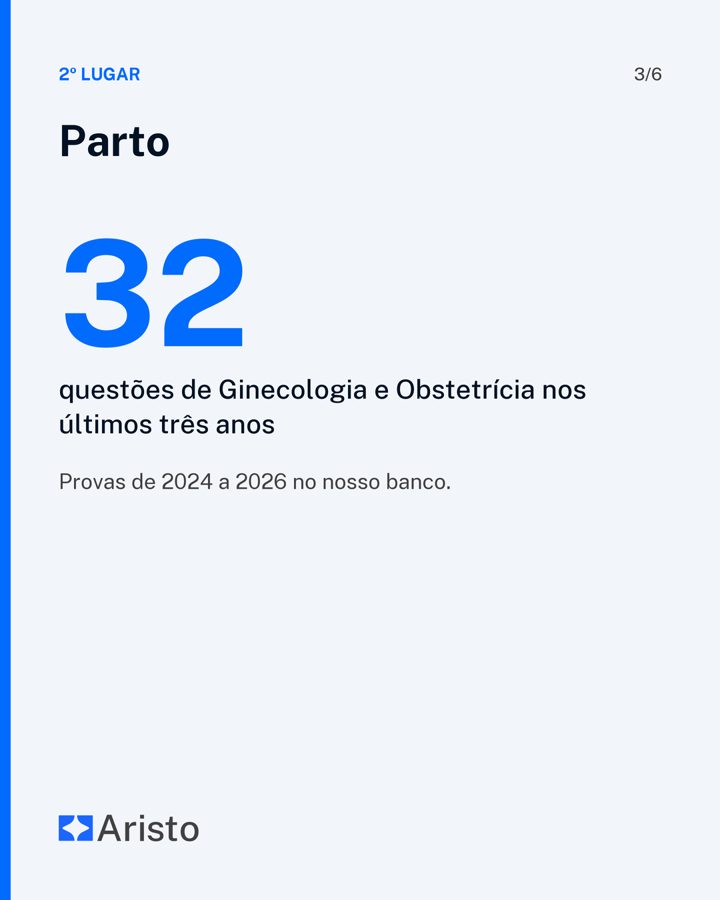 2º LUGAR
3/6
Parto
32
questões de Ginecologia e Obstetrícia nos
últimos três anos
Provas de 2024 a 2026 no nosso banco.
Aristo